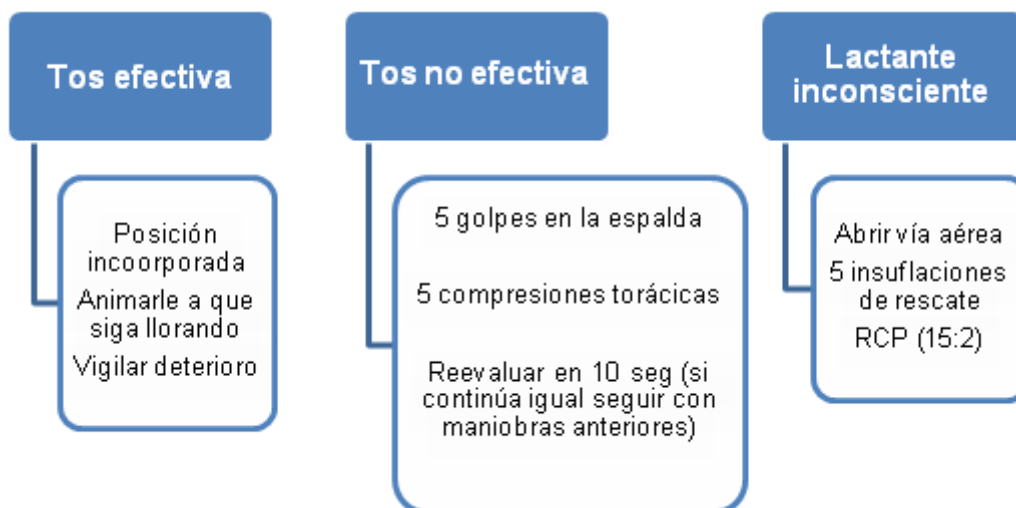 Tos efectiva
Posición
incoorporada
Animarle a que
siga llorando
Vigilar deterioro
Tos no efectiva
5 golpes en la espalda
5 compresiones torácicas
Reevaluar en 10 seg (si
continúa igual seguir con
maniobras anteriores)
Lactante
inconsciente
Abrir vía aérea
5 insuflaciones
de rescate
RCP (15:2)